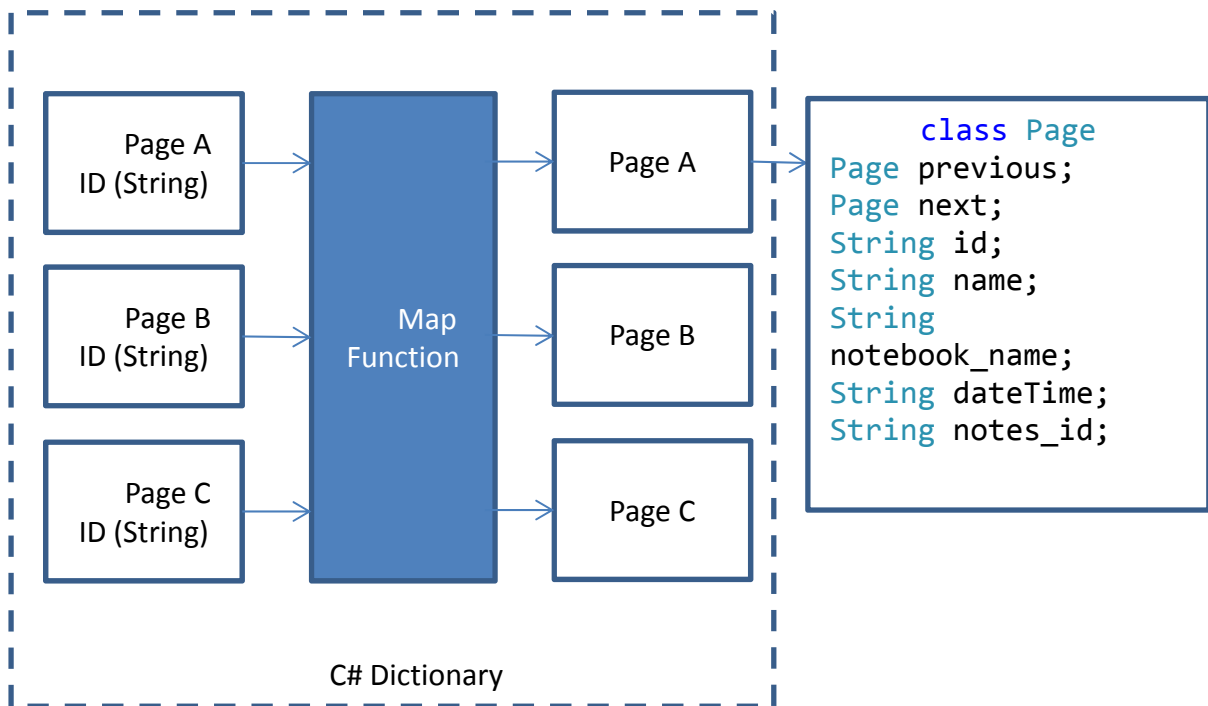 Page A
ID (String)
Page B
ID (String)
Page C
ID (String)
Map
Function
Page A
Page B
Page C
C# Dictionary
class Page
Page previous;
Page next;
String id;
String name;
String
notebook_name;
String dateTime;
String notes_id;